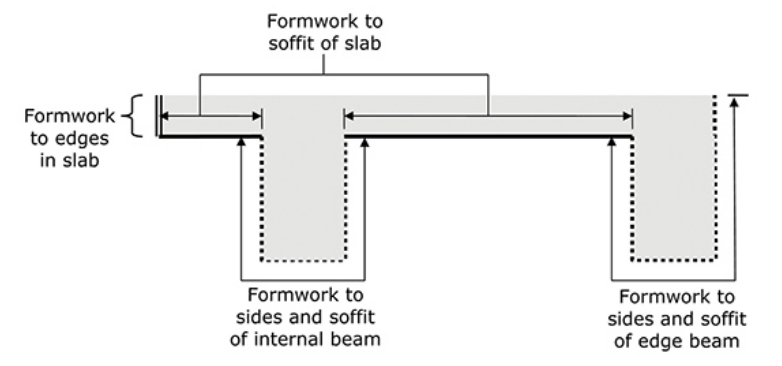 Formwork to
soffit of slab
Formwork
to edges
in slab
Formwork to
sides and soffit
of internal beam
Formwork to
sides and soffit
of edge beam